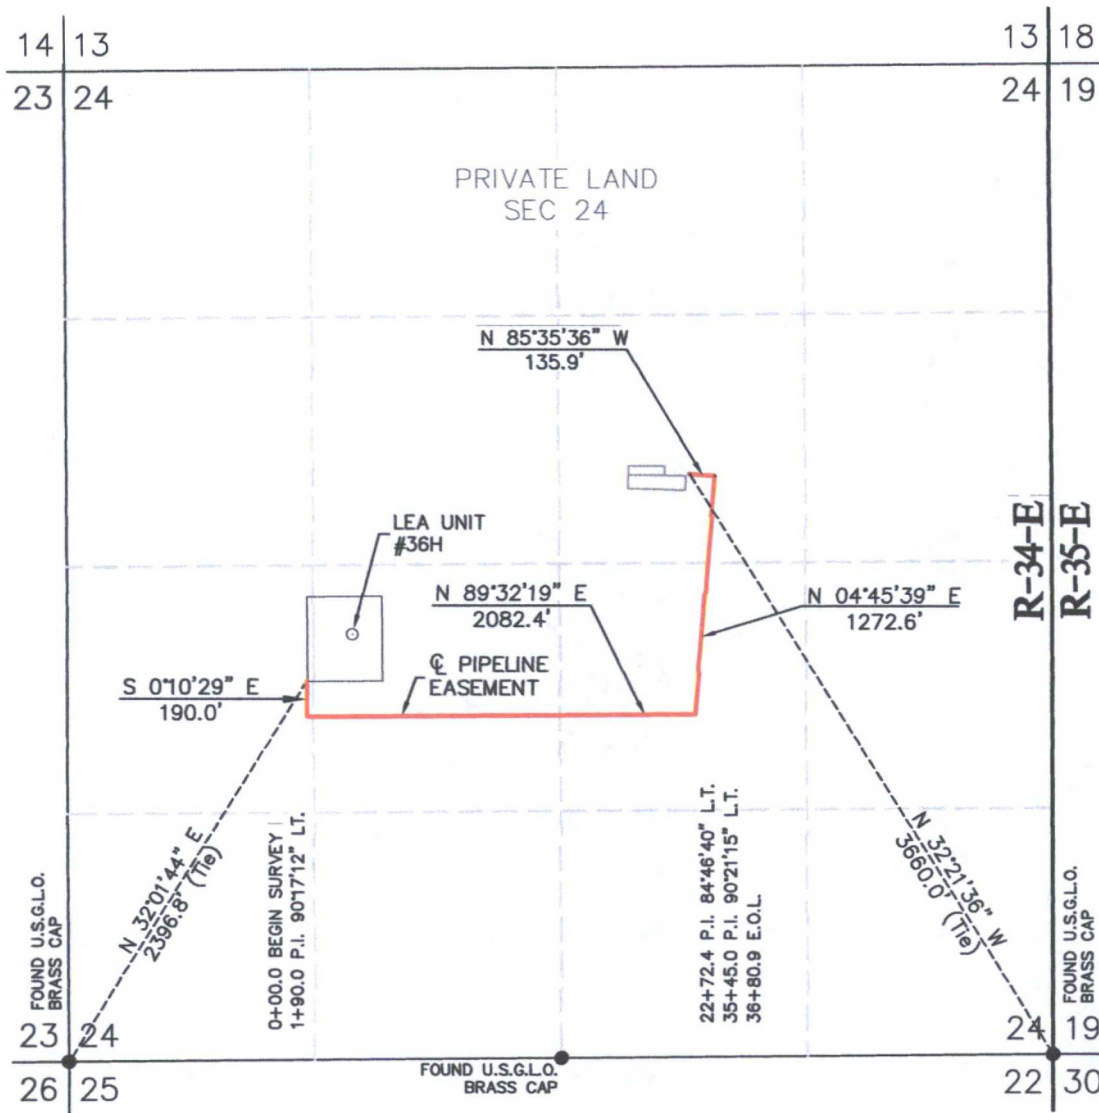 14 13
13 18
23 24
24 19
PRIVATE LAND
SEC 24
N 85°35'36" W
135.9'
LEA UNIT
#36H
R-34-E
R-35-E
N 89°32'19" E
2082.4'
N 04°45'39" E
1272.6'
℄ PIPELINE
EASEMENT
S 0°10'29" E
190.0'
N 32°01'44" E
2396.8' (Tie)
0+00.0 BEGIN SURVEY
1+90.0 P.I. 90°17'12" LT.
22+72.4 P.I. 84°46'40" L.T.
35+45.0 P.I. 90°21'15" L.T.
36+80.9 E.O.L.
N 32°21'36" W
3660.0' (Tie)
FOUND U.S.G.L.O.
BRASS CAP
FOUND U.S.G.L.O.
BRASS CAP
23 24
24 19
26 25
FOUND U.S.G.L.O.
BRASS CAP
22 30